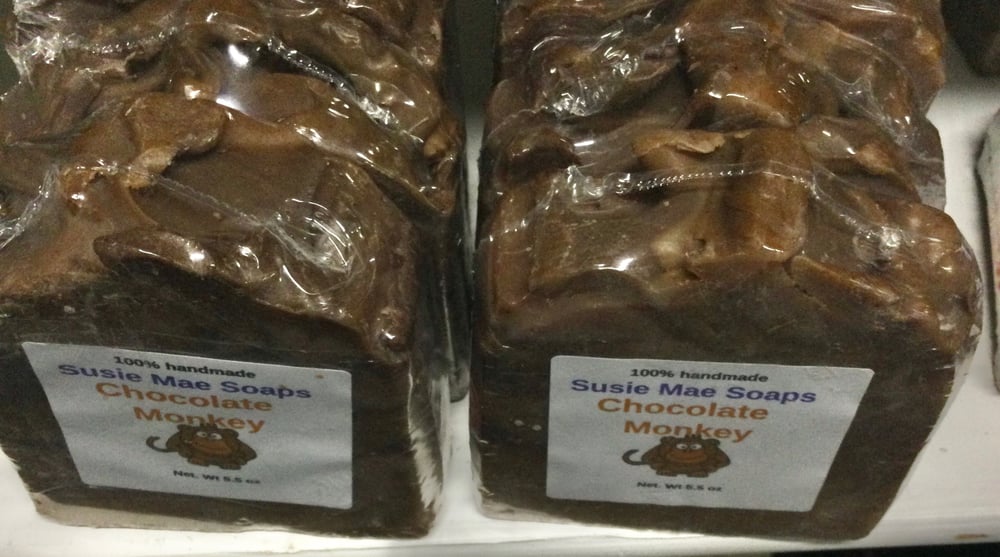 100% handmade
Susie Mae Soaps
Chocolate
Monkey
Net. Wt 5.5 oz
100% handmade
Susie Mae Soaps
Chocolate
Monkey
Net. Wt 5.5 oz